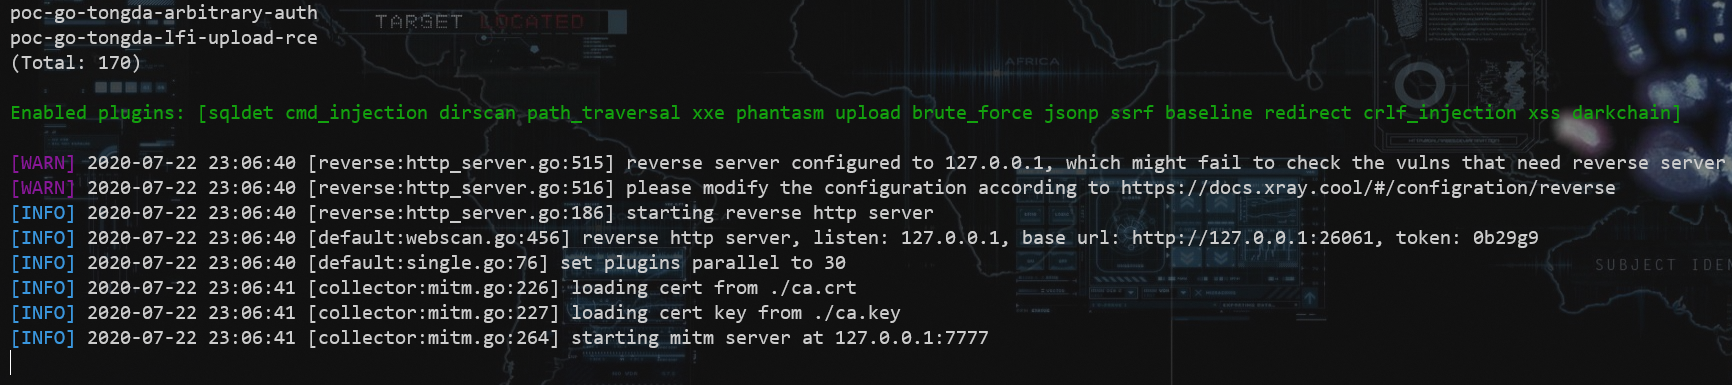 poc-go-tongda-arbitrary-auth
TARGET LOCATED
poc-go-tongda-lfi-upload-rce
(Total: 170)
AFRICA
Enabled plugins: [sqldet cmd_injection dirscan path_traversal xxe phantasm upload brute_force jsonp ssrf baseline redirect crlf_injection xss darkchain]
[WARN] 2020-07-22 23:06:40 [reverse:http_server.go:515] reverse server configured to 127.0.0.1, which might fail to check the vulns that need reverse server
[WARN] 2020-07-22 23:06:40 [reverse:http_server.go:516] please modify the configuration according to https://docs.xray.cool/#/configration/reverse
[INFO] 2020-07-22 23:06:40 [reverse:http_server.go:186] starting reverse http server
[INFO] 2020-07-22 23:06:40 [default:webscan.go:456] reverse http server, listen: 127.0.0.1, base url: http://127.0.0.1:26061, token: 0b29g9
[INFO] 2020-07-22 23:06:40 [default:single.go:76] set plugins parallel to 30
SUBJECT IDEN
[INFO] 2020-07-22 23:06:41 [collector:mitm.go:226] loading cert from ./ca.crt
[INFO] 2020-07-22 23:06:41 [collector:mitm.go:227] loading cert key from ./ca.key
[INFO] 2020-07-22 23:06:41 [collector:mitm.go:264] starting mitm server at 127.0.0.1:7777